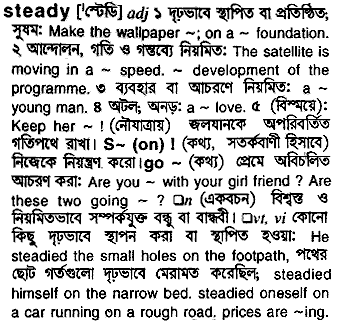 steady [ˈস্টেডি] adj ১ দৃঢ়ভাবে স্থাপিত বা প্রতিষ্ঠিত;
সুষম: Make the wallpaper ~; on a ~ foundation.
২ আন্দোলন, গতি ও গন্তব্যে নিয়মিত: The satellite is
moving in a ~ speed. ~ development of the
programme. ৩ ব্যবহার বা আচরণে নিয়মিত: a ~
young man. ৪ অটল; অনড়: a ~ love. ৫ (বিস্ময়ে):
Keep her ~ ! (নৌযাত্রায়) জলযানকে অপরিবর্তিত
গতিপথে রাখা। S~ (on) ! (কথ্য, সতর্কবাণী হিসাবে)
নিজেকে নিয়ন্ত্রণ করো।go ~ (কথ্য) প্রেমে অবিচলিত
আচরণ করা: Are you ~ with your girl friend ? Are
these two going ~ ? □n (একবচন) বিশ্বস্ত ও
নিয়মিতভাবে সম্পর্কযুক্ত বন্ধু বা বান্ধবী। □vt, vi কোনো
কিছু দৃঢ়ভাবে স্থাপন করা বা স্থাপিত হওয়া: He
steadied the small holes on the footpath, পথের
ছোট গর্তগুলো দৃঢ়ভাবে মেরামত করেছিল; steadied
himself on the narrow bed. steadied oneself on
a car running on a rough road, prices are ~ing.